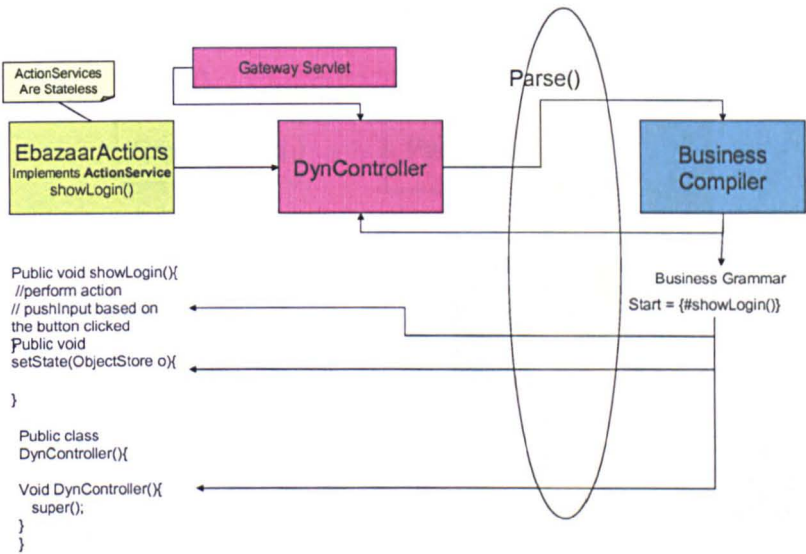 ActionServices
Are Stateless
Gateway Servlet
Parse()
EbazaarActions
Implements ActionService
showLogin()
DynController
Business
Compiler
Business Grammar
Start = {#showLogin()}
Public void showLogin(){
//perform action
// pushInput based on
the button clicked
}
Public void
setState(ObjectStore o){
}
Public class
DynController(){
Void DynController(){
super();
}
}